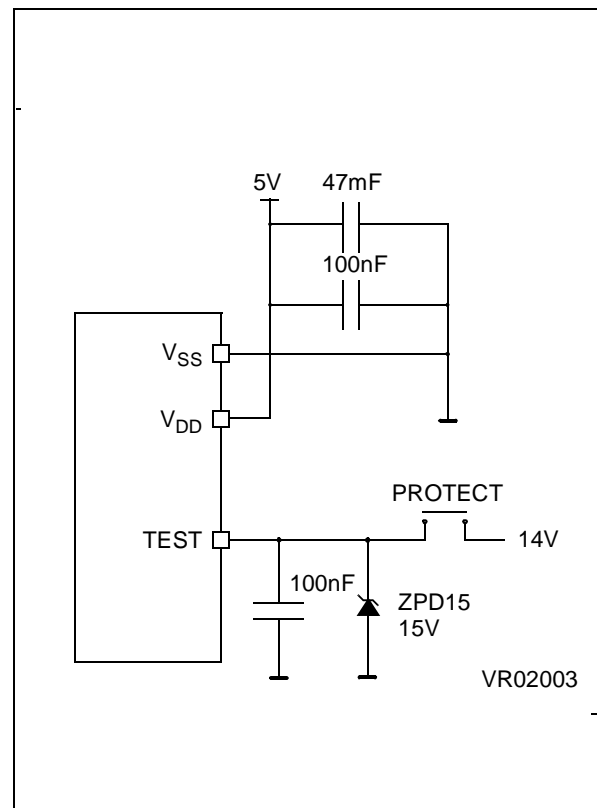 5V 47mF
100nF
VSS
VDD
PROTECT
TEST 14V
100nF ZPD15
15V
VR02003